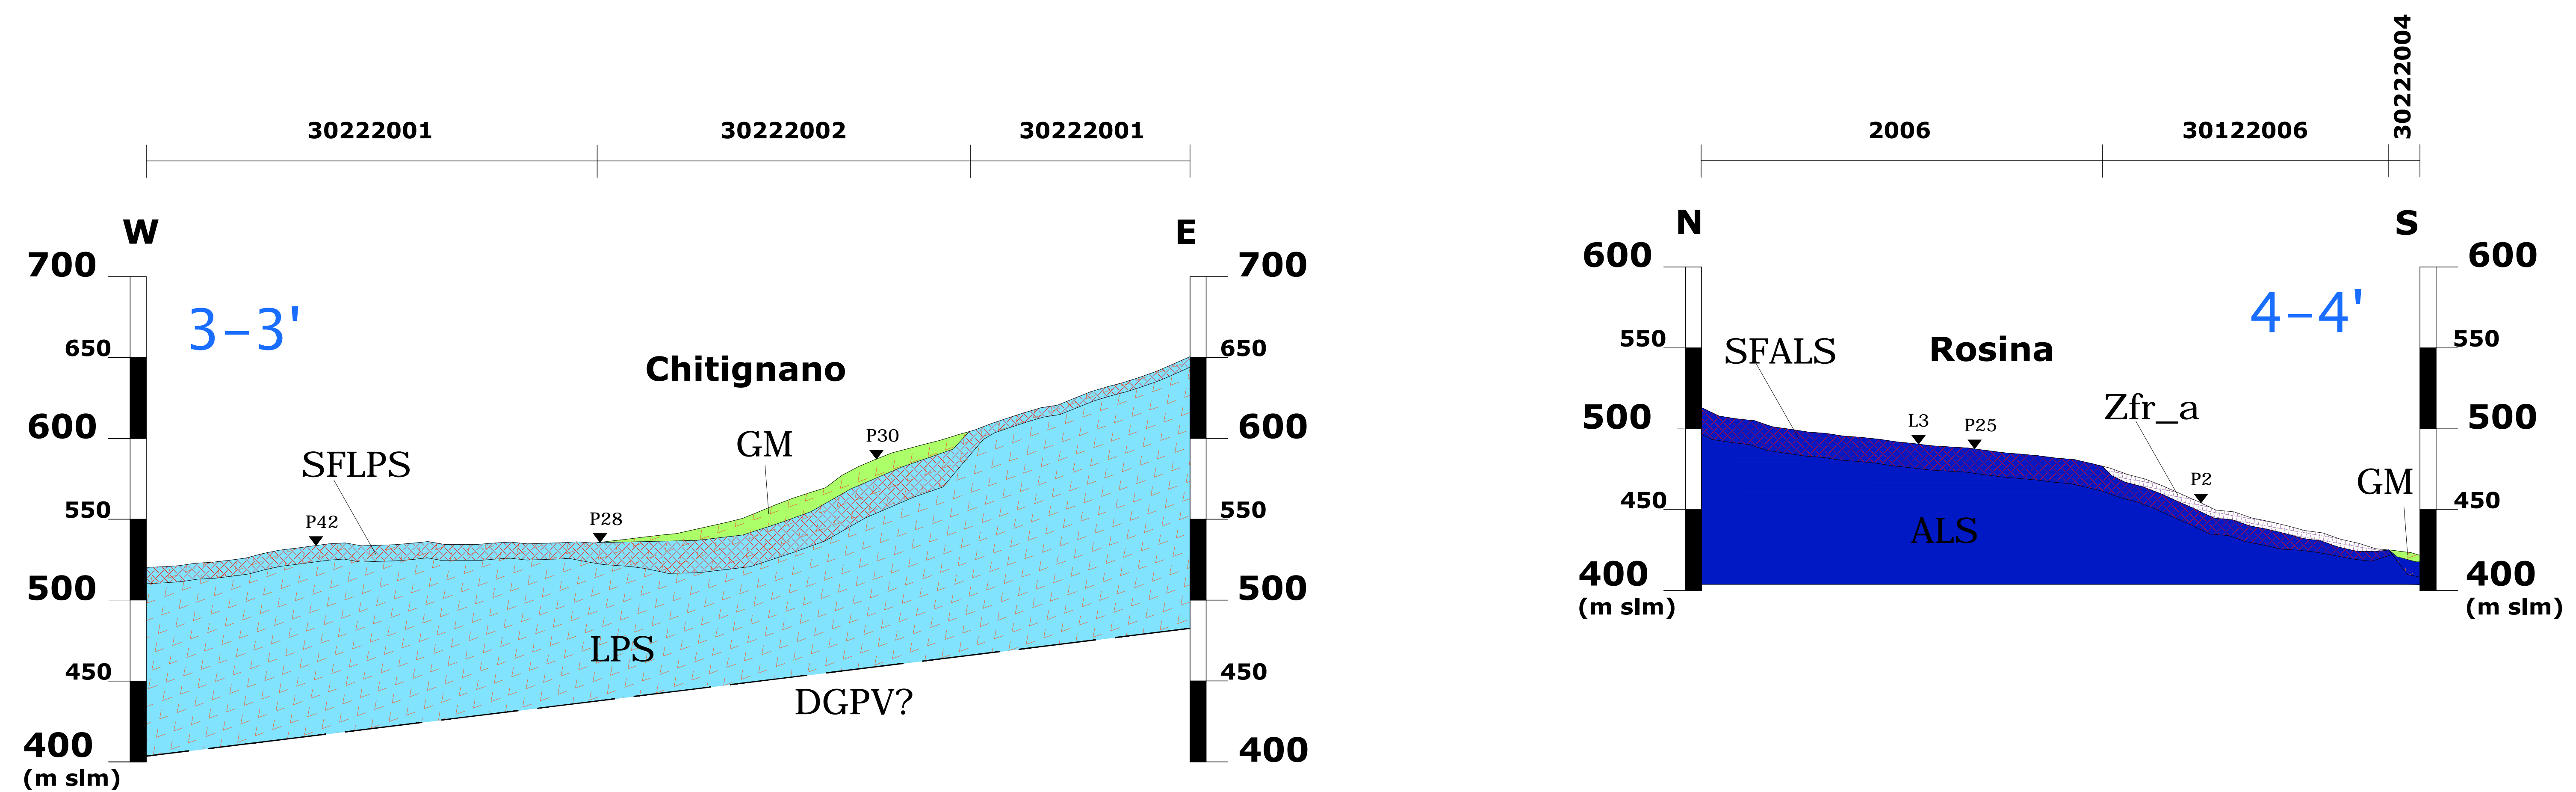 30222001 30222002 30222001
W E
700 700
3-3'
650 650
Chitignano
600 600
GM P30
SFLPS
550 P42 P28 550
500 500
LPS
450 450
DGPV?
400 400
(m slm)
2006 30122006 30222004
N S
600 600
4-4'
550 550
SFALS Rosina
Zfr_a
500 L3 P25 500
P2 GM
450 450
ALS
400 400
(m slm) (m slm)